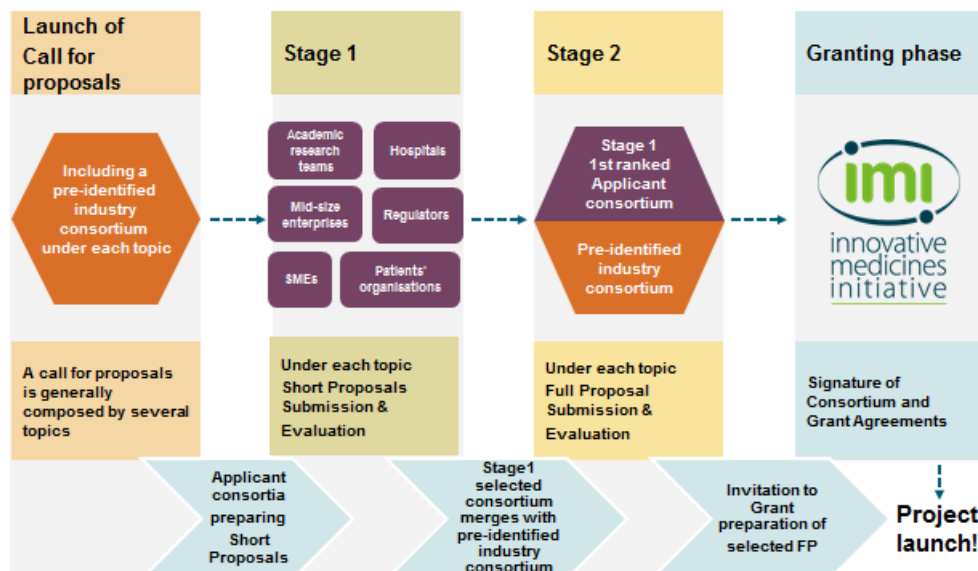 Launch of
Call for
proposals
Stage 1
Stage 2
Granting phase
Including a
pre-identified
industry
consortium
under each topic
Academic
research
teams
Hospitals
Mid-size
enterprises
Regulators
SMEs
Patients'
organisations
Stage 1
1st ranked
Applicant
consortium
Pre-identified
industry
consortium
imi
innovative
medicines
initiative
A call for proposals
is generally
composed by several
topics
Under each topic
Short Proposals
Submission &
Evaluation
Under each topic
Full Proposal
Submission &
Evaluation
Signature of
Consortium and
Grant Agreements
Applicant
consortia
preparing
Short
Proposals
Stage1
selected
consortium
merges with
pre-identified
industry
consortium
Invitation to
Grant
preparation of
selected FP
Project
launch!